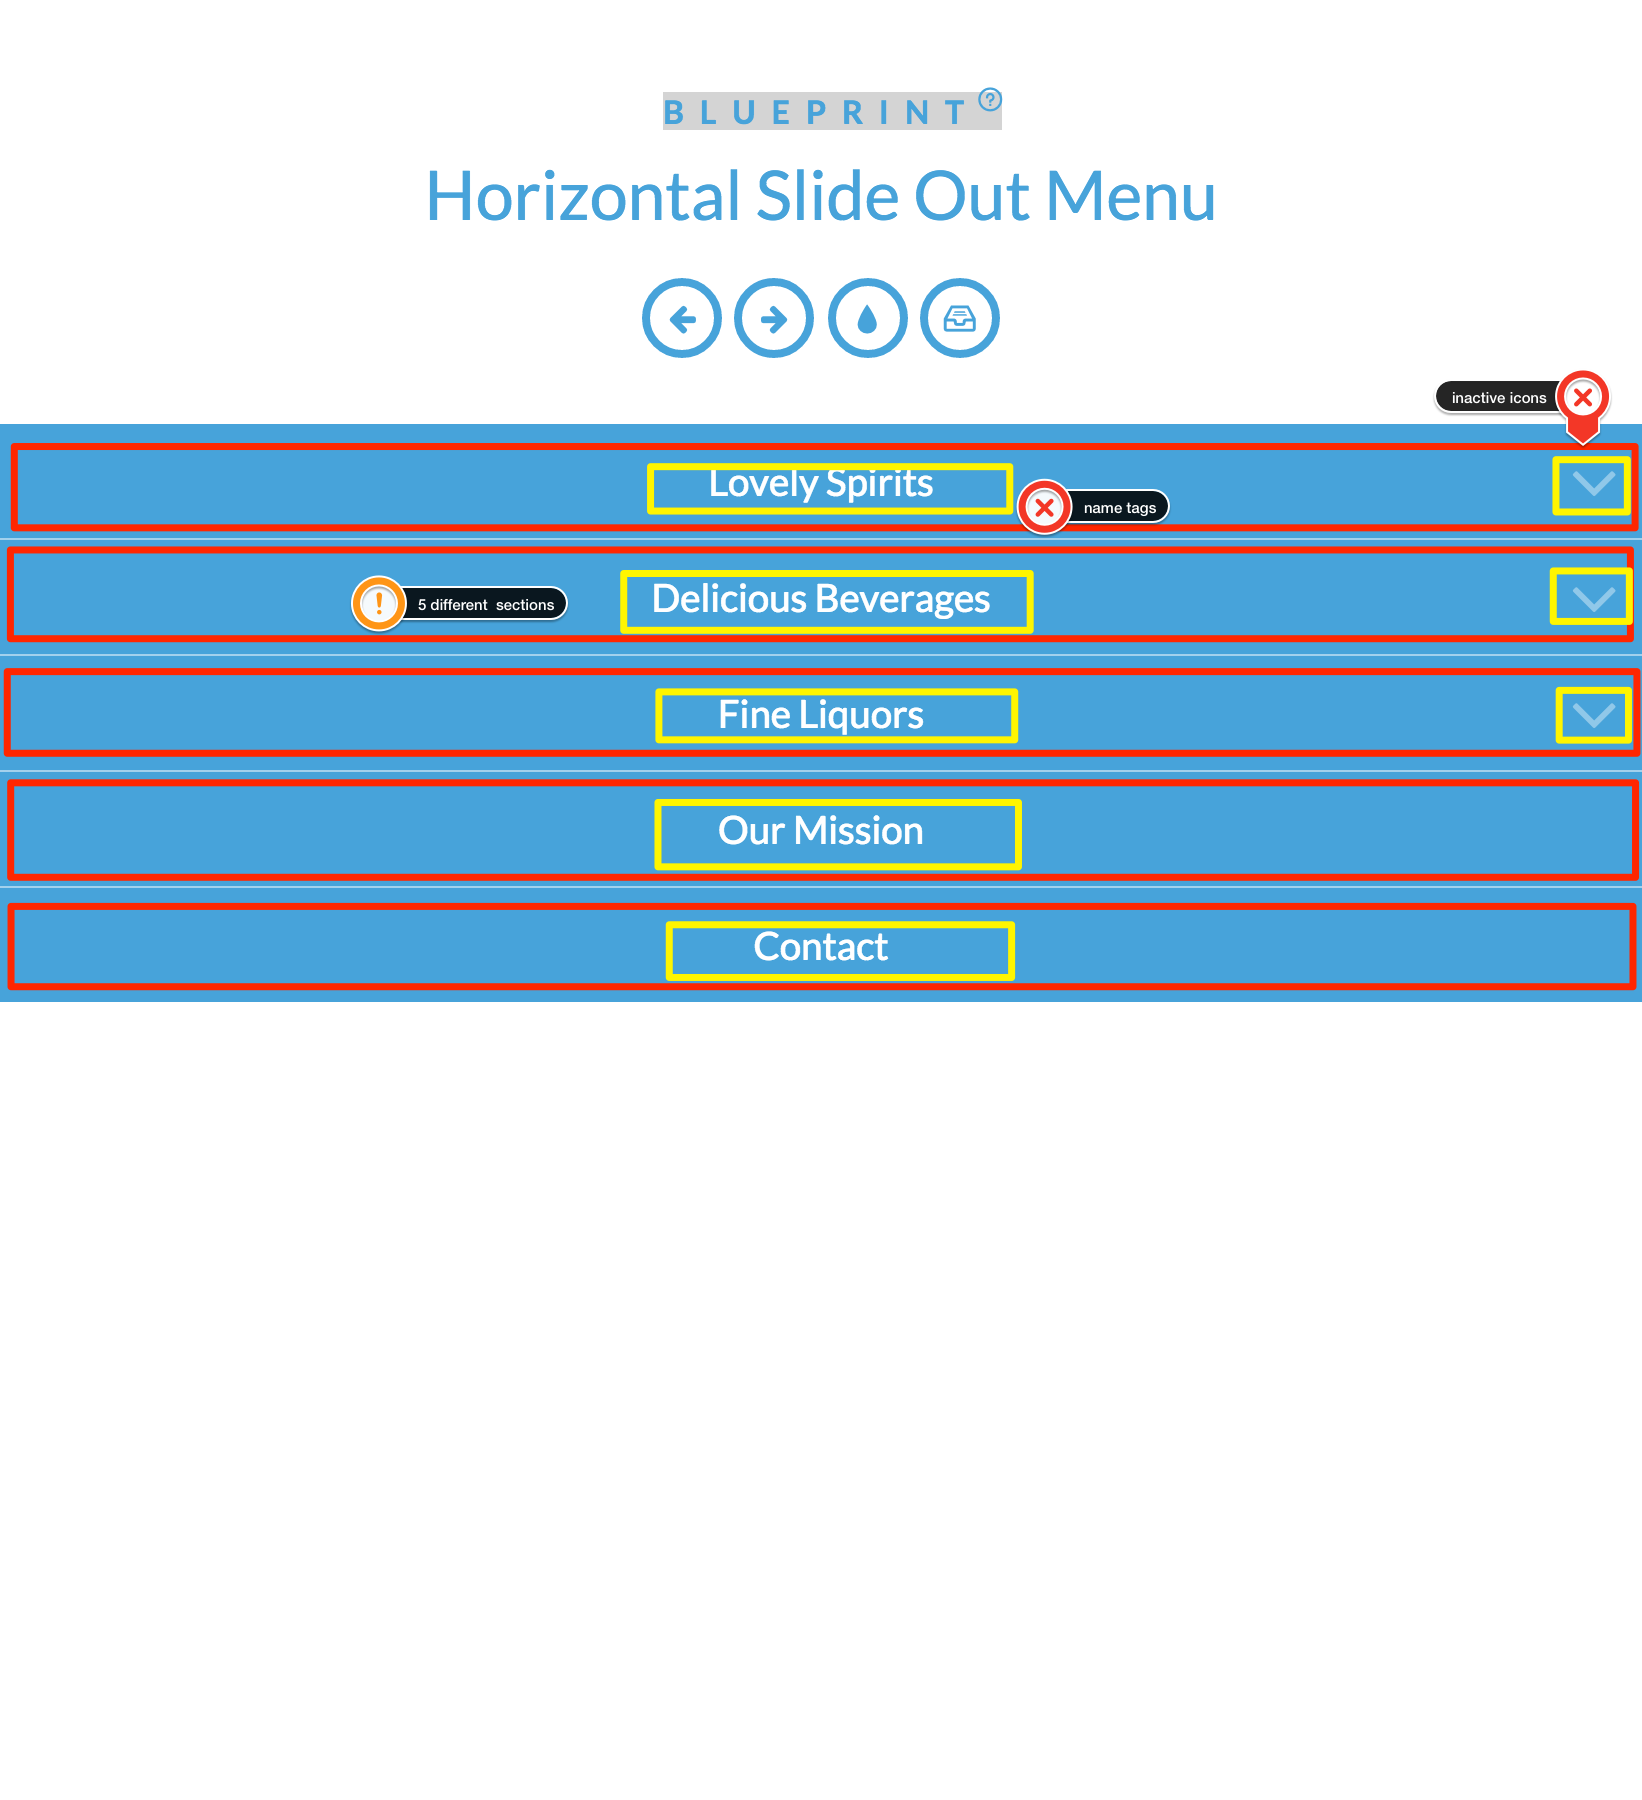 BLUEPRINT ?
Horizontal Slide Out Menu
inactive icons
Lovely Spirits
name tags
Delicious Beverages
! 5 different sections
Fine Liquors
Our Mission
Contact